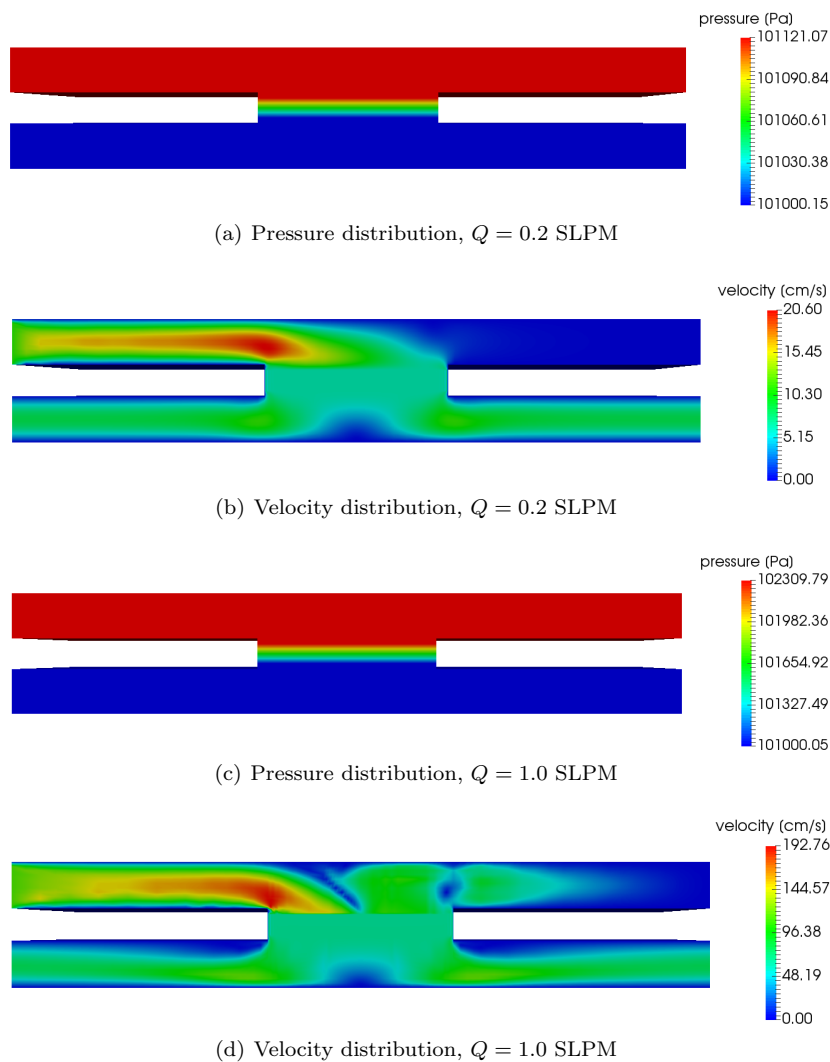 pressure [Pa]
101121.07
101090.84
101060.61
101030.38
101000.15
(a) Pressure distribution, Q = 0.2 SLPM
velocity [cm/s]
20.60
15.45
10.30
5.15
0.00
(b) Velocity distribution, Q = 0.2 SLPM
pressure [Pa]
102309.79
101982.36
101654.92
101327.49
101000.05
(c) Pressure distribution, Q = 1.0 SLPM
velocity [cm/s]
192.76
144.57
96.38
48.19
0.00
(d) Velocity distribution, Q = 1.0 SLPM